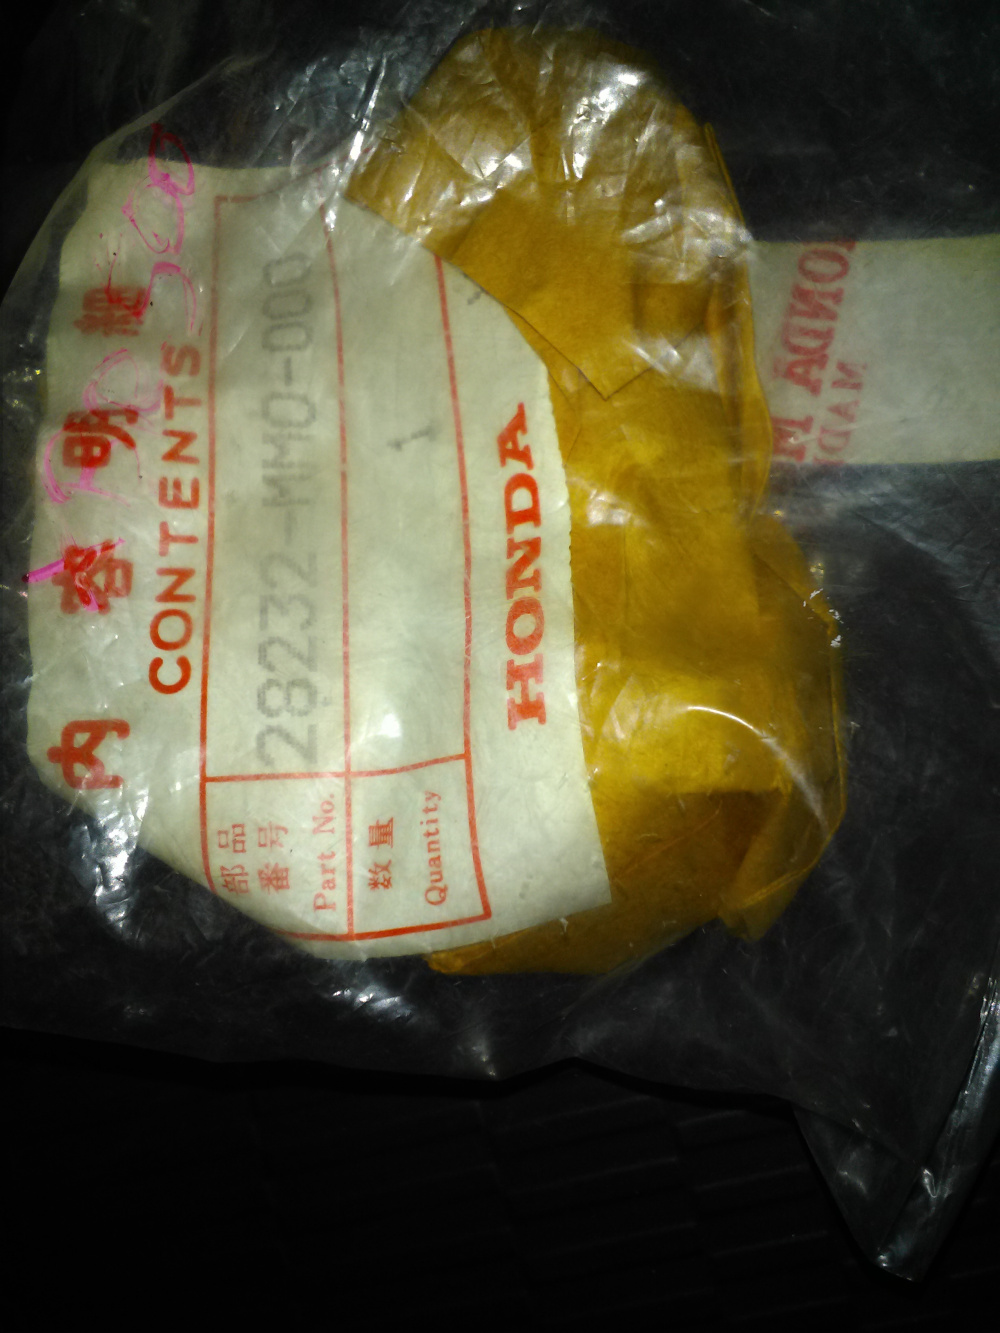 内容明細
CONTENTS
部品
番号
Part No.
28232-MM0-000
数量
Quantity
1
HONDA
HONDA M
MAD